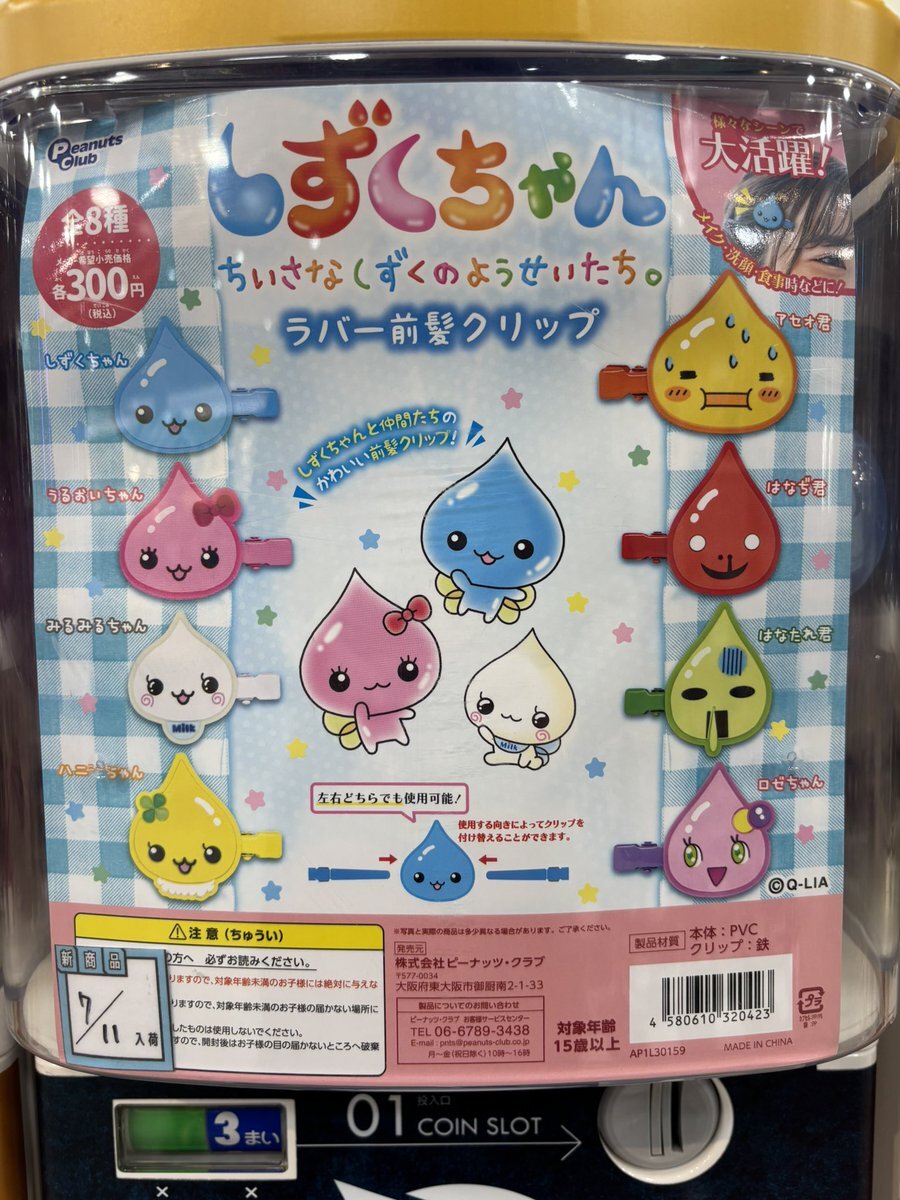 Peanuts Club
しずくちゃん
ちいさなしずくのようせいたち。
ラバー前髪クリップ
全8種
希望小売価格
各300円
(税込)
様々なシーンで
大活躍!
メイク・洗顔・食事時などに!
しずくちゃん
うるおいちゃん
みるみるちゃん
Milk
ハニーちゃん
しずくちゃんと仲間たちの
かわいい前髪クリップ!
Milk
アセオ君
はなぢ君
はなたれ君
ロゼちゃん
左右どちらでも使用可能!
使用する向きによってクリップを
付け替えることができます。
©Q-LIA
注意(ちゅうい)
の方へ 必ずお読みください。
りますので、対象年齢未満のお子様には絶対に与えな
りますので、対象年齢未満のお子様の届かない場所に
したものは使用しないでください。
すので、開封後はお子様の目の届かないところへ破棄
新商品
7/11
入荷
※写真と実際の商品は多少異なる場合があります。ご了承ください。
発売元
株式会社ピーナッツ・クラブ
〒577-0034
大阪府東大阪市御厨南2-1-33
製品についてのお問い合わせ
ピーナッツ・クラブ お客様サービスセンター
TEL 06-6789-3438
E-mail : pnts@peanuts-club.co.jp
月～金(祝日除く)10時～16時
対象年齢
15歳以上
製品材質
本体:PVC
クリップ:鉄
4 580610 320423
プラ
AP1L30159
MADE IN CHINA
3まい
01
投入口
COIN SLOT